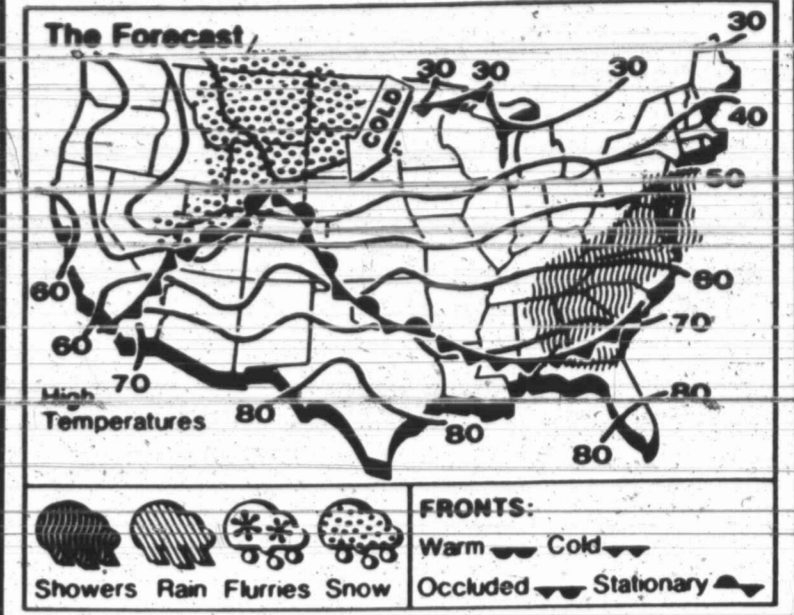 The Forecast
30
30 30 30
COLD
40
50
60
60
60
70
70
High
Temperatures
80
80
80
80
Showers Rain Flurries Snow
FRONTS:
Warm Cold
Occluded Stationary